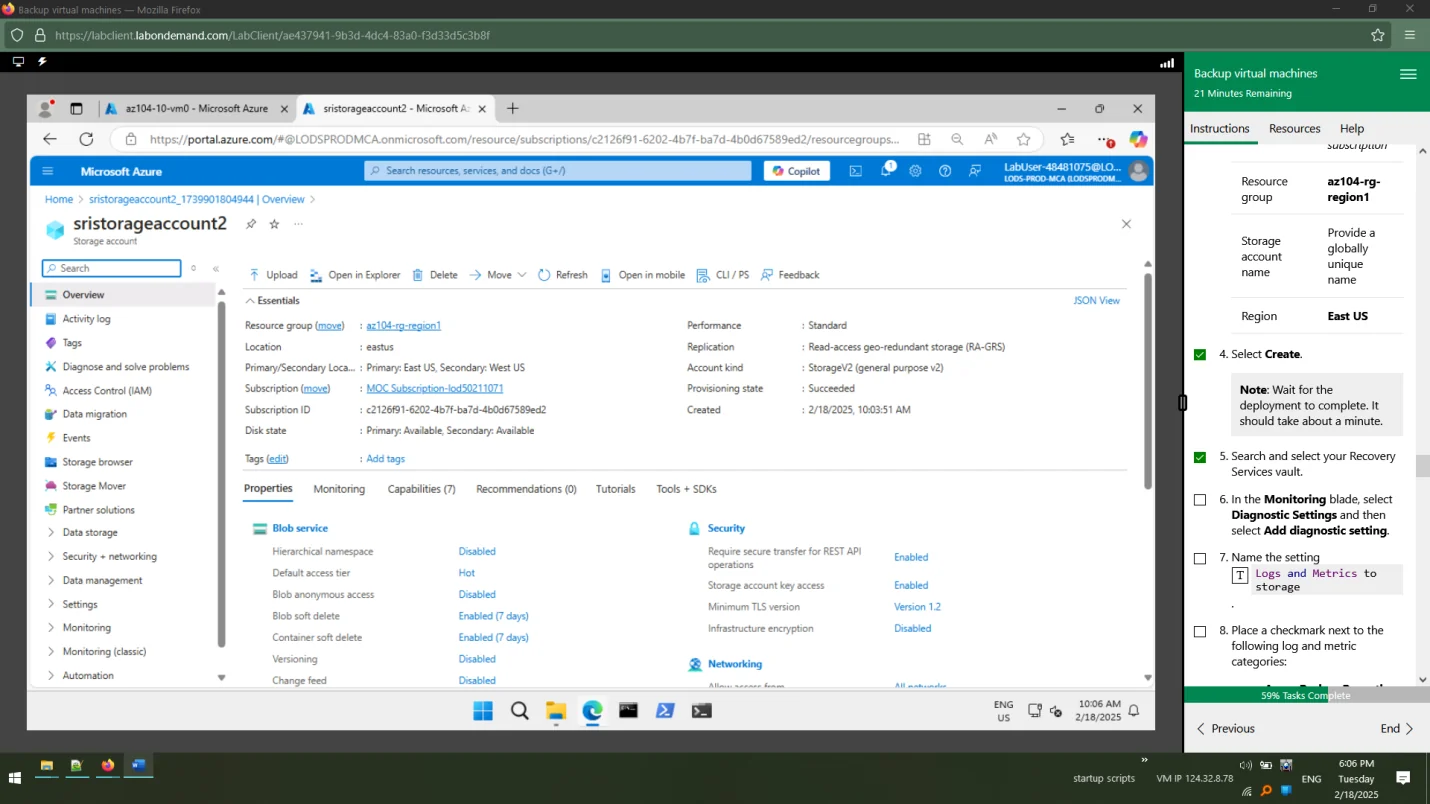 Backup virtual machines — Mozilla Firefox
https://labclient.labondemand.com/LabClient/ae437941-9b3d-4dc4-83a0-f3d33d5c3b8f
az104-10-vm0 - Microsoft Azure
sristorageaccount2 - Microsoft A
https://portal.azure.com/#@LODSPRODMCA.onmicrosoft.com/resource/subscriptions/c2126f91-6202-4b7f-ba7d-4b0d67589ed2/resourcegroups...
Microsoft Azure
Search resources, services, and docs (G+/)
Copilot
1
LabUser-48481075@LO...
LODS-PROD-MCA (LODSPRODM...
Home > sristorageaccount2_1739901804944 | Overview >
sristorageaccount2
Storage account
Search
Overview
Activity log
Tags
Diagnose and solve problems
Access Control (IAM)
Data migration
Events
Storage browser
Storage Mover
Partner solutions
Data storage
Security + networking
Data management
Settings
Monitoring
Monitoring (classic)
Automation
Upload
Open in Explorer
Delete
Move
Refresh
Open in mobile
CLI / PS
Feedback
Essentials
JSON View
Resource group (move) : az104-rg-region1
Location : eastus
Primary/Secondary Loca... : Primary: East US, Secondary: West US
Subscription (move) : MOC Subscription-lod50211071
Subscription ID : c2126f91-6202-4b7f-ba7d-4b0d67589ed2
Disk state : Primary: Available, Secondary: Available
Performance : Standard
Replication : Read-access geo-redundant storage (RA-GRS)
Account kind : StorageV2 (general purpose v2)
Provisioning state : Succeeded
Created : 2/18/2025, 10:03:51 AM
Tags (edit) : Add tags
Properties
Monitoring
Capabilities (7)
Recommendations (0)
Tutorials
Tools + SDKs
Blob service
Hierarchical namespace Disabled
Default access tier Hot
Blob anonymous access Disabled
Blob soft delete Enabled (7 days)
Container soft delete Enabled (7 days)
Versioning Disabled
Change feed Disabled
Security
Require secure transfer for REST API Enabled
operations
Storage account key access Enabled
Minimum TLS version Version 1.2
Infrastructure encryption Disabled
Networking
Allow access from All networks
ENG
US
10:06 AM
2/18/2025
Backup virtual machines
21 Minutes Remaining
Instructions
Resources
Help
subscription
Resource
group
az104-rg-
region1
Storage
account
name
Provide a
globally
unique
name
Region
East US
4. Select Create.
Note: Wait for the
deployment to complete. It
should take about a minute.
5. Search and select your Recovery
Services vault.
6. In the Monitoring blade, select
Diagnostic Settings and then
select Add diagnostic setting.
7. Name the setting
T
Logs and Metrics to
storage
.
8. Place a checkmark next to the
following log and metric
categories:
59% Tasks Complete
Previous
End
startup scripts
VM IP 124.32.8.78
ENG
6:06 PM
Tuesday
2/18/2025